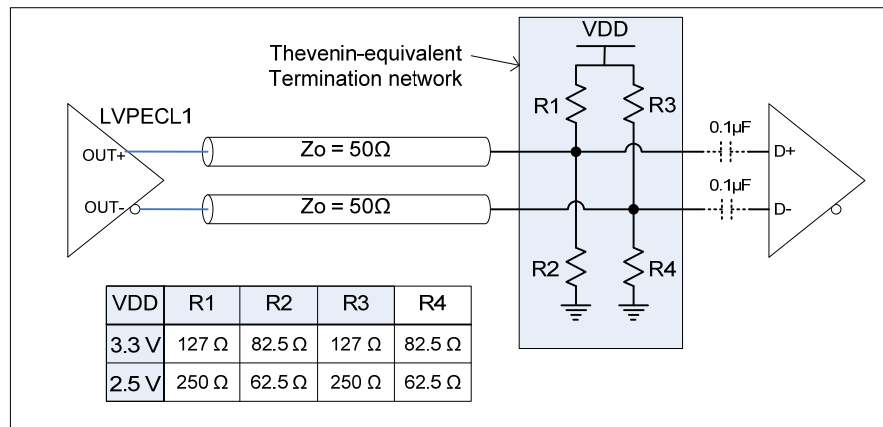 VDD
Thevenin-equivalent
Termination network
R1
R3
LVPECL1
0.1µF
OUT+
Zo = 50Ω
D+
0.1µF
OUT-
Zo = 50Ω
D-
R2
R4
VDD R1 R2 R3 R4
3.3 V 127 Ω 82.5 Ω 127 Ω 82.5 Ω
2.5 V 250 Ω 62.5 Ω 250 Ω 62.5 Ω